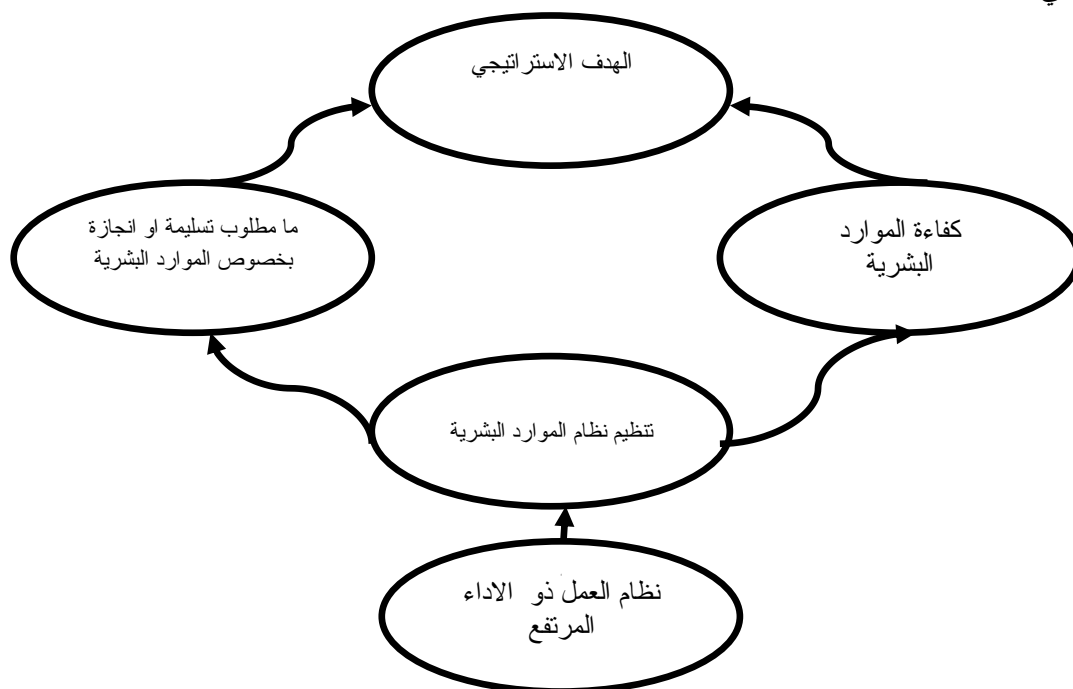 الهدف الاستراتيجي
كفاءة الموارد
البشرية
ما مطلوب تسليمة او انجازة
بخصوص الموارد البشرية
تنظيم نظام الموارد البشرية
نظام العمل ذو الاداء
المرتفع